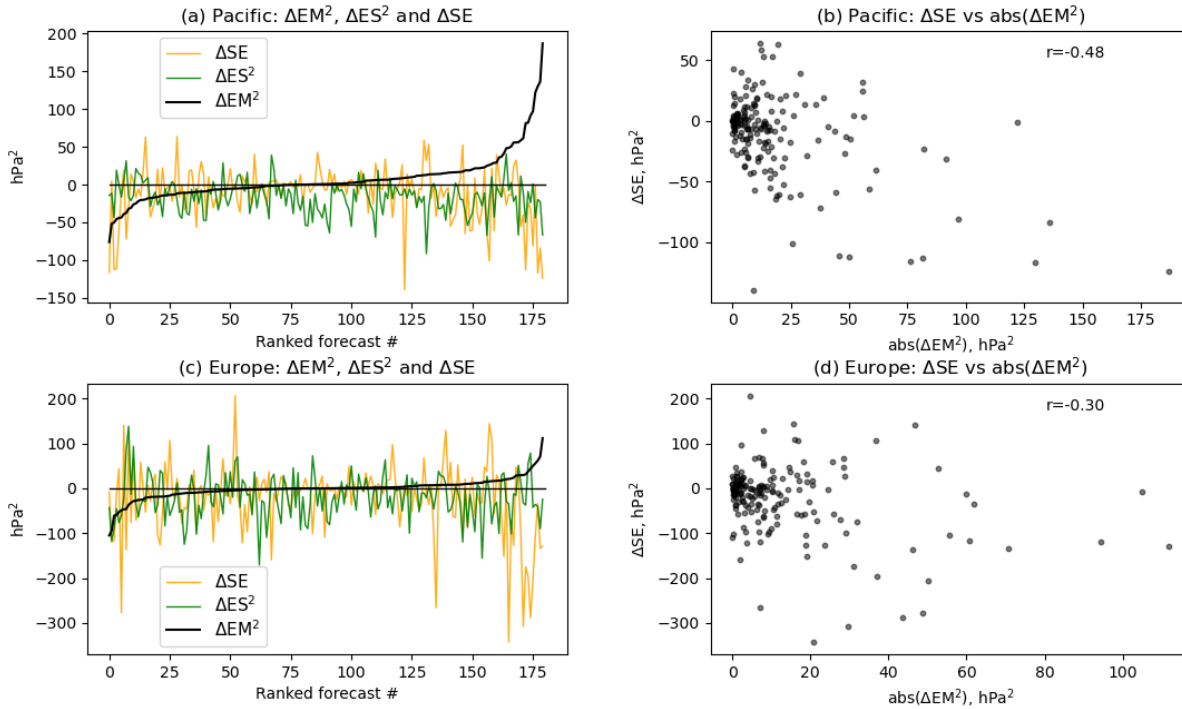 (a) Pacific: ΔEM², ΔES² and ΔSE
200
150
100
50
0
−50
−100
−150
hPa²
ΔSE
ΔES²
ΔEM²
0 25 50 75 100 125 150 175
Ranked forecast #
(b) Pacific: ΔSE vs abs(ΔEM²)
r=-0.48
50
0
−50
−100
ΔSE, hPa²
0 25 50 75 100 125 150 175
abs(ΔEM²), hPa²
(c) Europe: ΔEM², ΔES² and ΔSE
200
100
0
−100
−200
−300
hPa²
ΔSE
ΔES²
ΔEM²
0 25 50 75 100 125 150 175
Ranked forecast #
(d) Europe: ΔSE vs abs(ΔEM²)
r=-0.30
200
100
0
−100
−200
−300
ΔSE, hPa²
0 20 40 60 80 100
abs(ΔEM²), hPa²